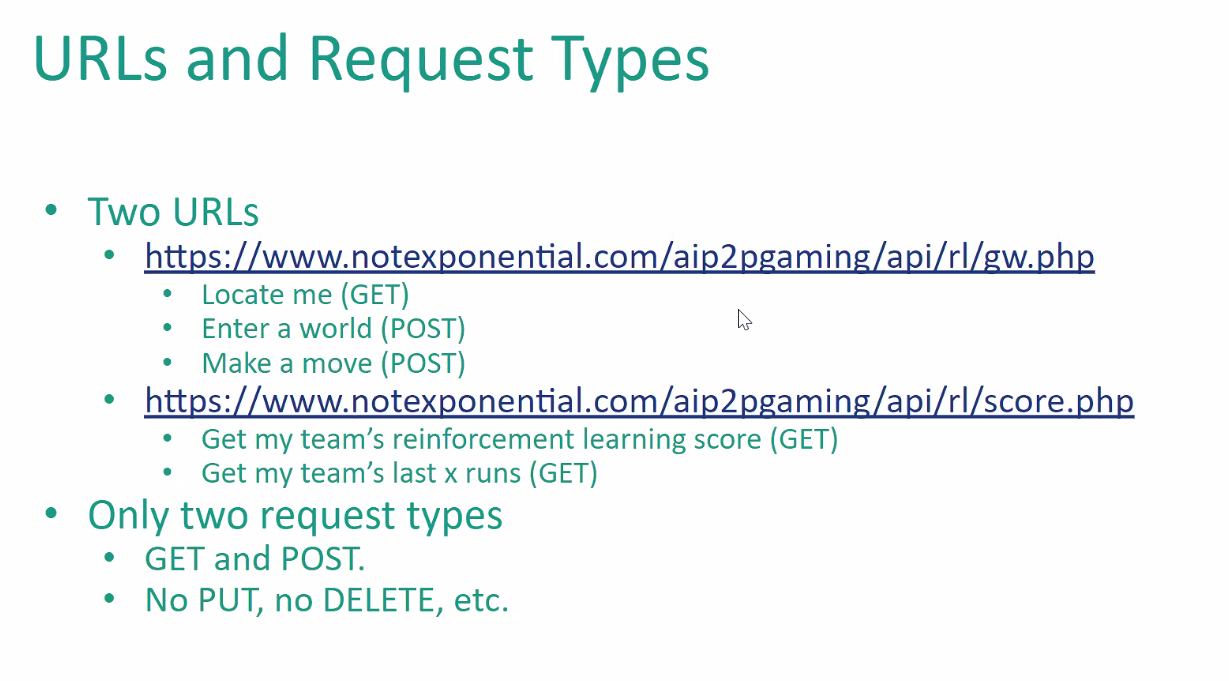 URLs and Request Types
• Two URLs
• https://www.notexponential.com/aip2pgaming/api/rl/gw.php
• Locate me (GET)
• Enter a world (POST)
• Make a move (POST)
• https://www.notexponential.com/aip2pgaming/api/rl/score.php
• Get my team’s reinforcement learning score (GET)
• Get my team’s last x runs (GET)
• Only two request types
• GET and POST.
• No PUT, no DELETE, etc.